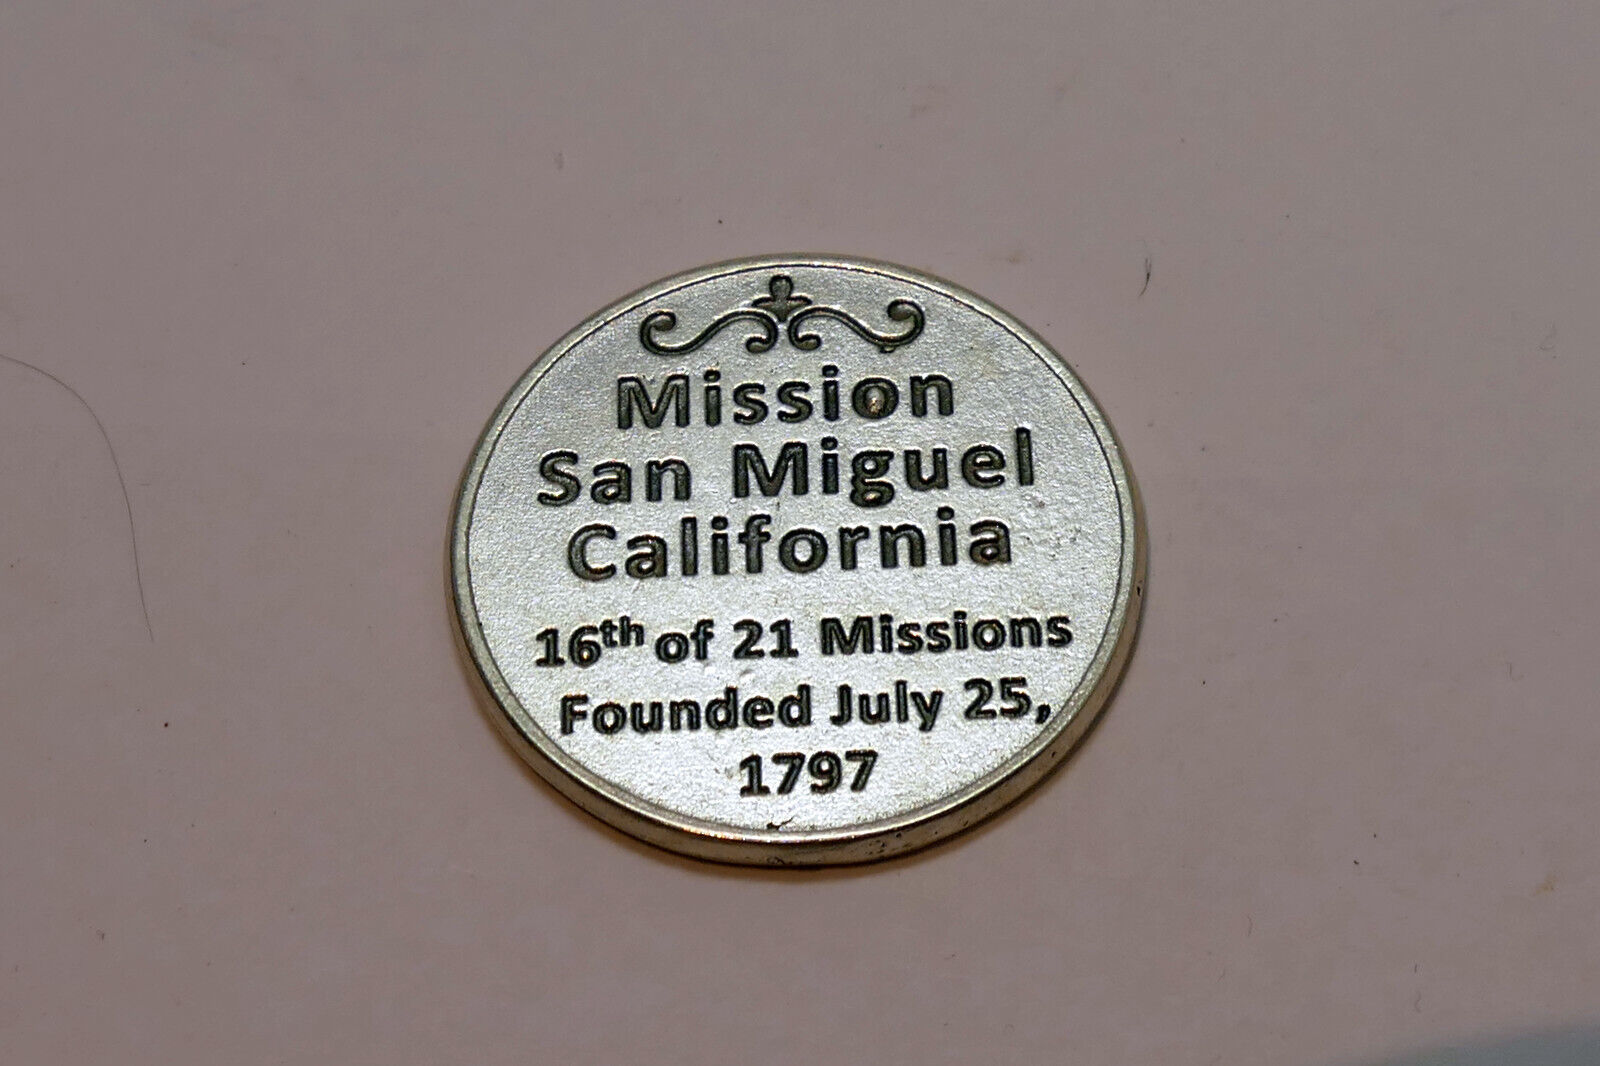 Mission
San Miguel
California
16th of 21 Missions
Founded July 25,
1797